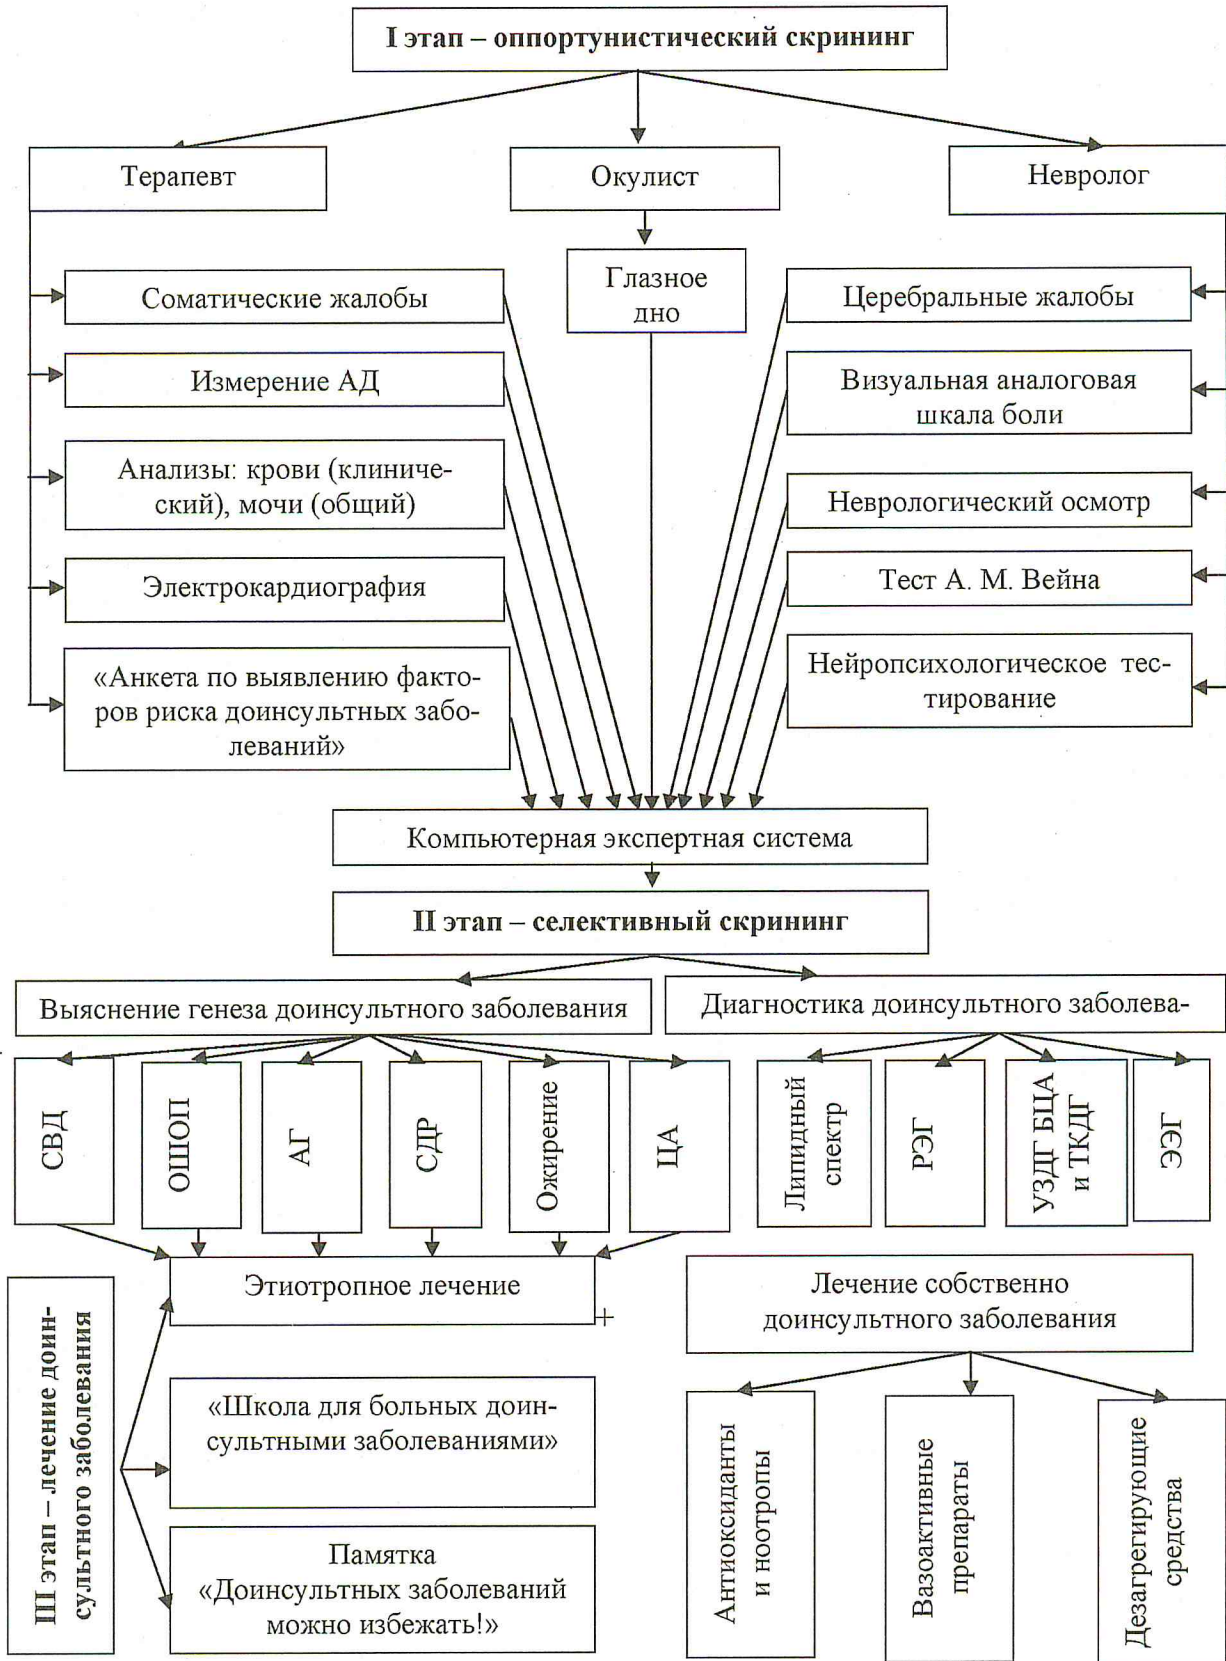 I этап – оппортунистический скрининг
Терапевт
Окулист
Невролог
Соматические жалобы
Измерение АД
Анализы: крови (клиниче-
ский), мочи (общий)
Электрокардиография
«Анкета по выявлению факто-
ров риска доинсультных забо-
леваний»
Глазное
дно
Церебральные жалобы
Визуальная аналоговая
шкала боли
Неврологический осмотр
Тест А. М. Вейна
Нейропсихологическое тес-
тирование
Компьютерная экспертная система
II этап – селективный скрининг
Выяснение генеза доинсультного заболевания
Диагностика доинсультного заболева-
СВД
ОШОП
АГ
СДР
Ожирение
ЦА
Липидный
спектр
РЭГ
УЗДГ БЦА
и ТКДГ
ЭЭГ
III этап – лечение доин-
сультного заболевания
Этиотропное лечение
+
«Школа для больных доин-
сультными заболеваниями»
Памятка
«Доинсультных заболеваний
можно избежать!»
Лечение собственно
доинсультного заболевания
Антиоксиданты
и ноотропы
Вазоактивные
препараты
Дезагрегирующие
средства